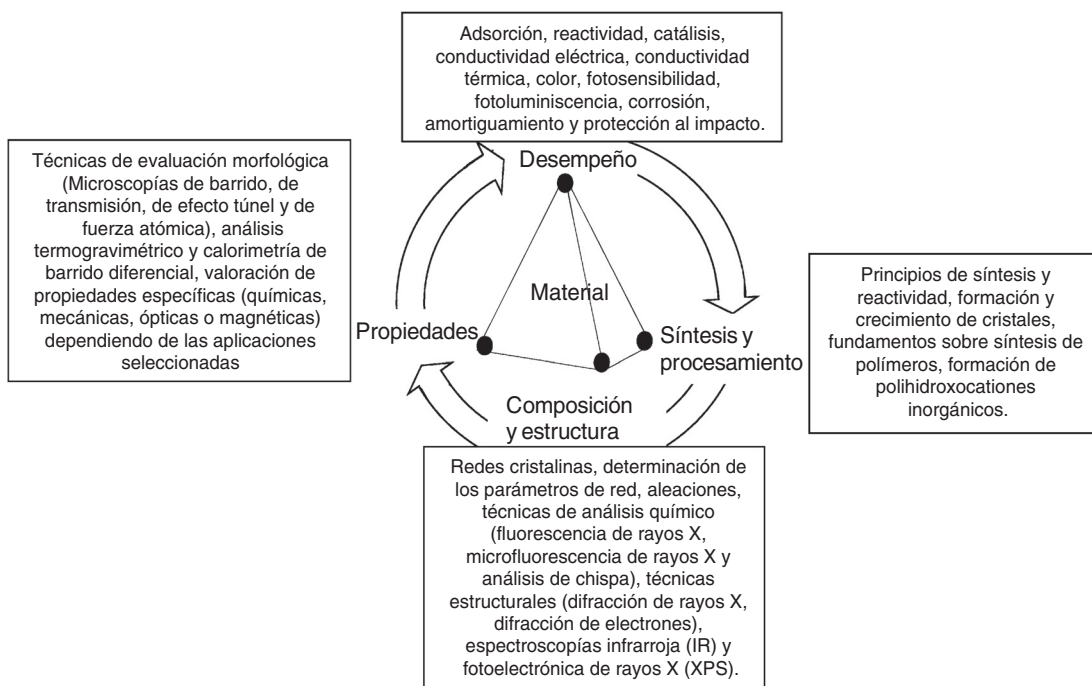 Adsorción, reactividad, catálisis,
conductividad eléctrica, conductividad
térmica, color, fotosensibilidad,
fotoluminiscencia, corrosión,
amortiguamiento y protección al impacto.
Desempeño
Técnicas de evaluación morfológica
(Microscopías de barrido, de
transmisión, de efecto túnel y de
fuerza atómica), análisis
termogravimétrico y calorimetría de
barrido diferencial, valoración de
propiedades específicas (químicas,
mecánicas, ópticas o magnéticas)
dependiendo de las aplicaciones
seleccionadas
Material
Propiedades
Síntesis y
procesamiento
Principios de síntesis y
reactividad, formación y
crecimiento de cristales,
fundamentos sobre síntesis de
polímeros, formación de
polihidroxocationes
inorgánicos.
Composición
y estructura
Redes cristalinas, determinación de
los parámetros de red, aleaciones,
técnicas de análisis químico
(fluorescencia de rayos X,
microfluorescencia de rayos X y
análisis de chispa), técnicas
estructurales (difracción de rayos X,
difracción de electrones),
espectroscopías infrarroja (IR) y
fotoelectrónica de rayos X (XPS).